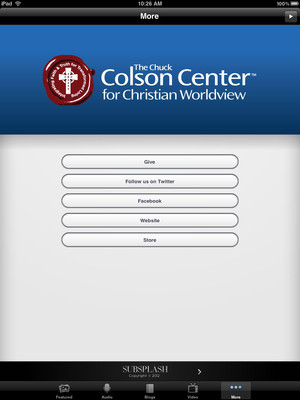 iPad 10:26 AM 100%
More
The Chuck
Colson Center™
for Christian Worldview
Give
Follow us on Twitter
Facebook
Website
Store
SUBSPLASH
Copyright © 2012
Featured Audio Blogs Video More